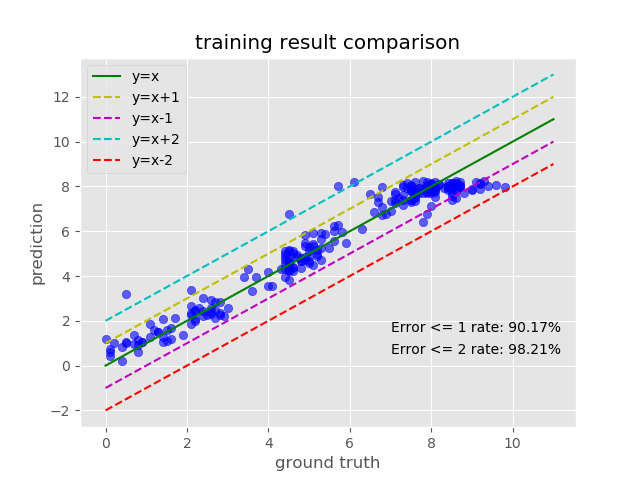 training result comparison
y=x
y=x+1
y=x-1
y=x+2
y=x-2
12
10
8
6
4
2
0
−2
prediction
Error <= 1 rate: 90.17%
Error <= 2 rate: 98.21%
0 2 4 6 8 10
ground truth